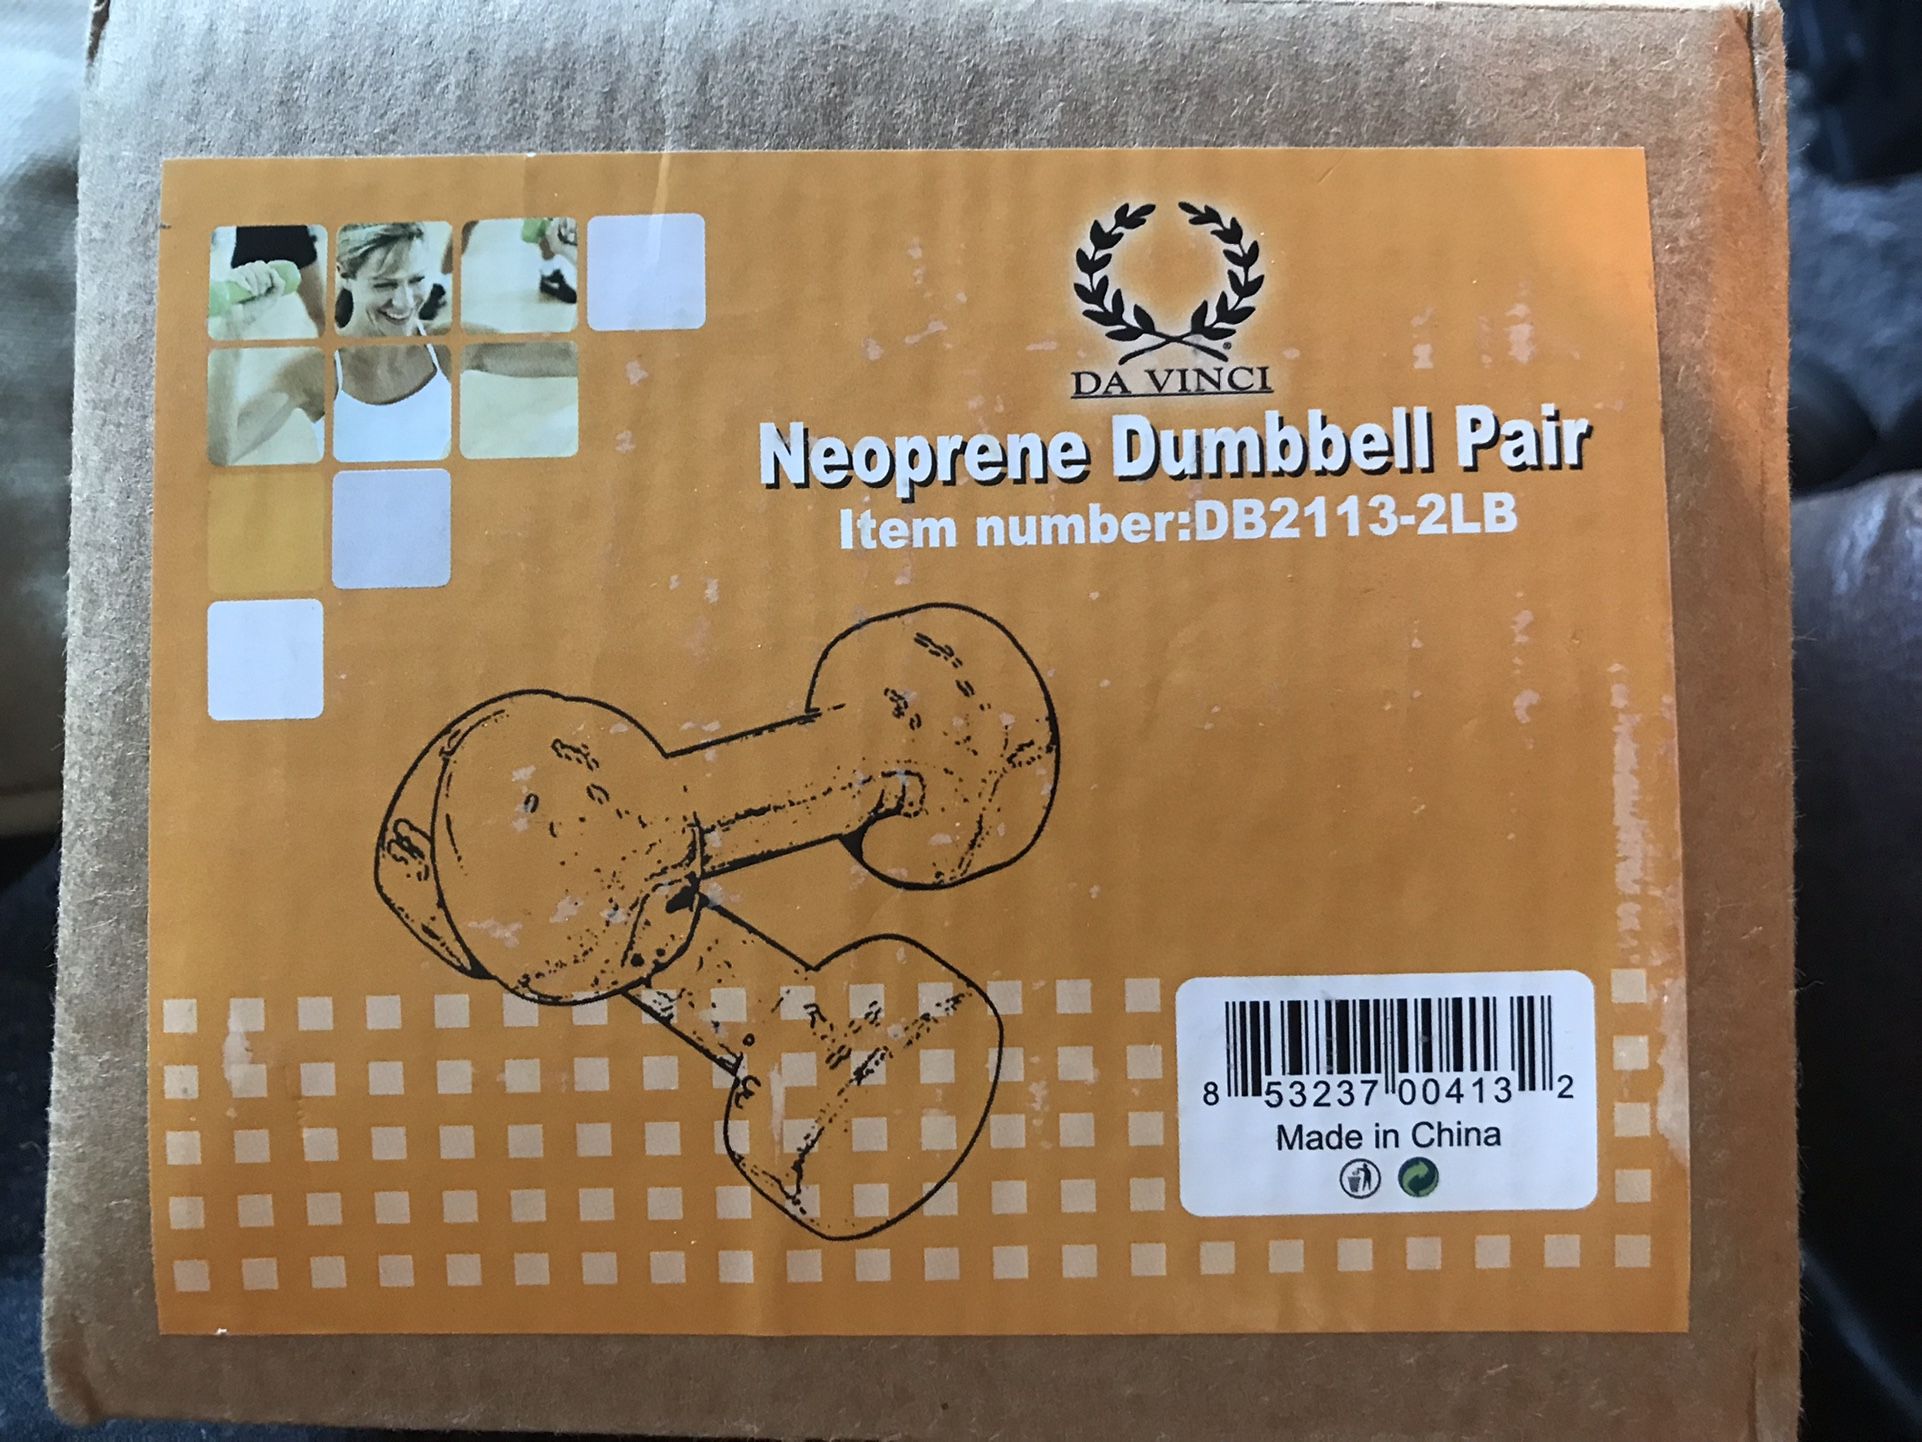 DA VINCI
Neoprene Dumbbell Pair
Item number:DB2113-2LB
8 53237 00413 2
Made in China